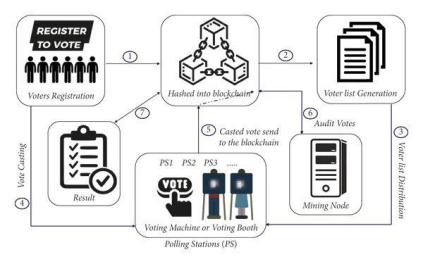 REGISTER
TO VOTE
Voters Registration
1
Hashed into blockchain
2
Voter list Generation
7
6
Audit Votes
5
Casted vote send
to the blockchain
3
Voter list Distribution
Vote Casting
4
Result
PS1 PS2 PS3 .....
VOTE
Voting Machine or Voting Booth
Mining Node
Polling Stations (PS)